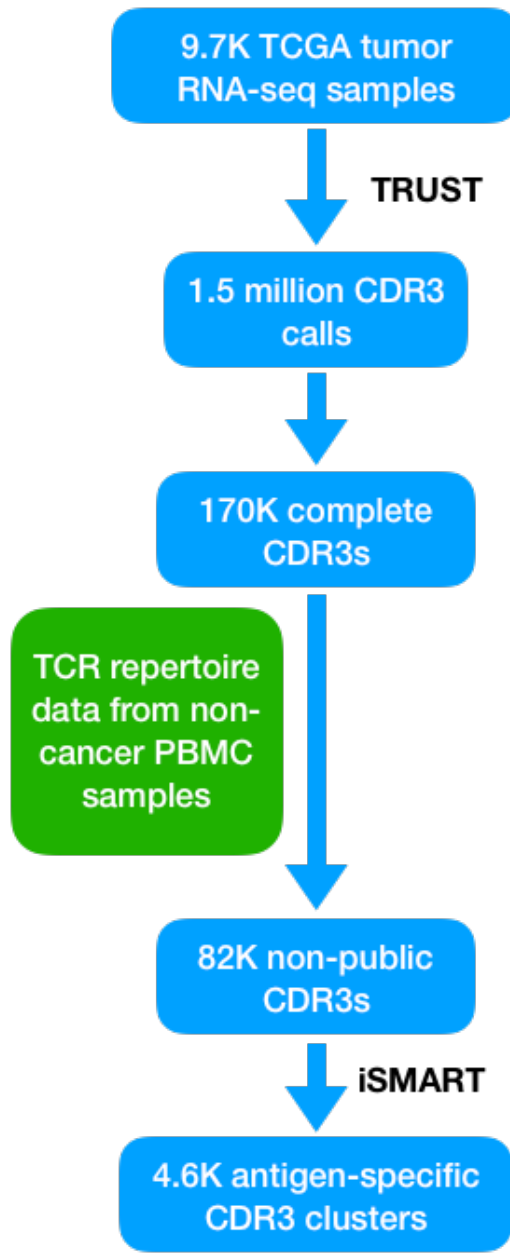 9.7K TCGA tumor
RNA-seq samples
TRUST
1.5 million CDR3
calls
170K complete
CDR3s
TCR repertoire
data from non-
cancer PBMC
samples
82K non-public
CDR3s
iSMART
4.6K antigen-specific
CDR3 clusters